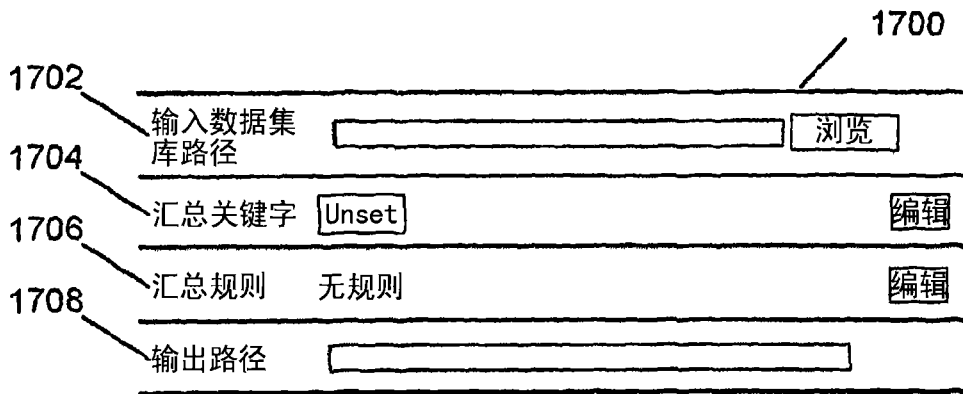 1700
1702
输入数据集
库路径
浏览
1704
汇总关键字 Unset 编辑
1706
汇总规则 无规则 编辑
1708
输出路径